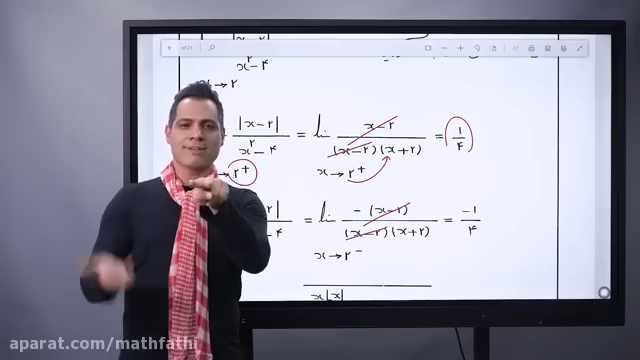 |x-۲|
x² - ۴
x → ۲
|x-۲| / x² - ۴ = lim (x-۲) / (x-۲)(x+۲) = ۱/۴
→ ۲⁺ x → ۲⁺
۲| / - ۴ = lim -(x-۲) / (x-۲)(x+۲) = -۱/۴
x → ۲⁻
x|x|
aparat.com/mathfathi